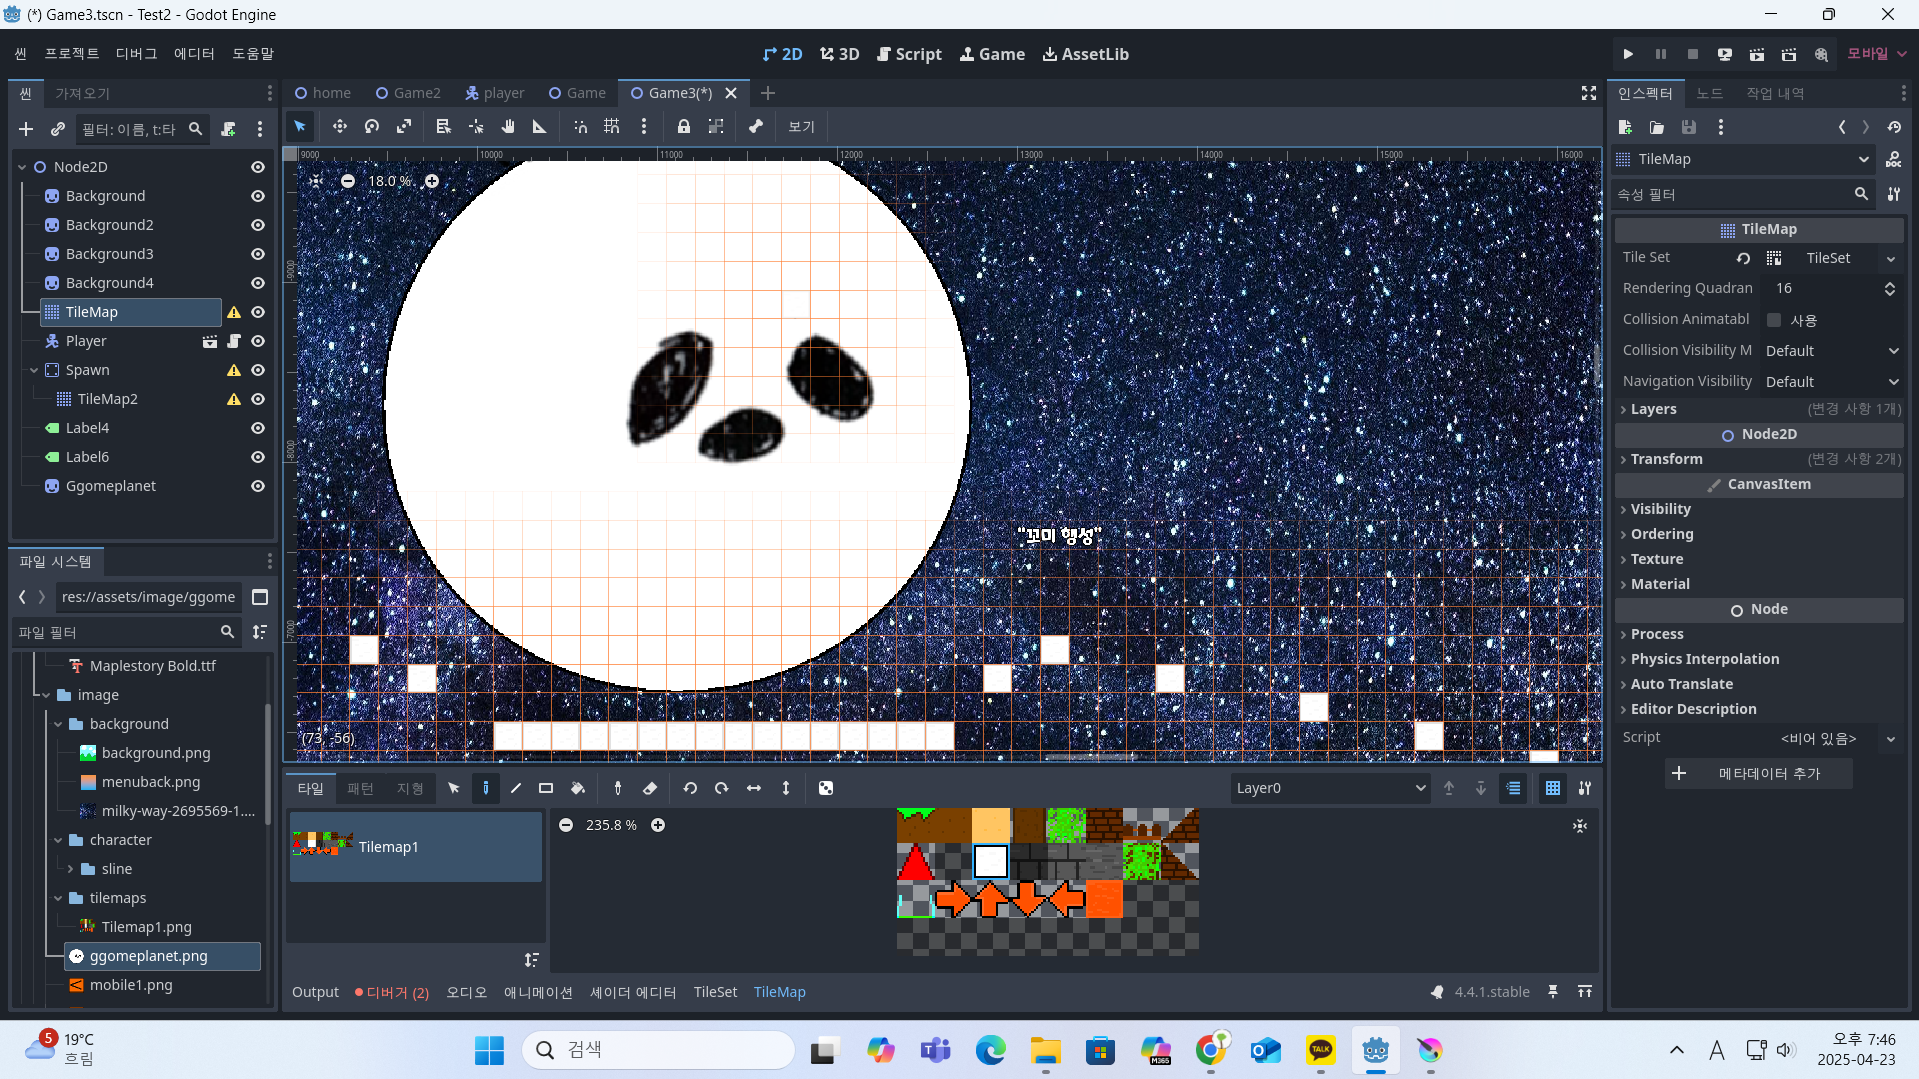 (*) Game3.tscn - Test2 - Godot Engine
씬 프로젝트 디버그 에디터 도움말
2D 3D Script Game AssetLib
모바일
씬 가져오기
필터: 이름, t:타
Node2D
Background
Background2
Background3
Background4
TileMap
Player
Spawn
TileMap2
Label4
Label6
Ggomeplanet
파일 시스템
res://assets/image/ggome
파일 필터
Maplestory Bold.ttf
image
background
background.png
menuback.png
milky-way-2695569-1....
character
sline
tilemaps
Tilemap1.png
ggomeplanet.png
mobile1.png
home Game2 player Game Game3(*)
보기
9000 10000 11000 12000 13000 14000 15000 16000
18.0 %
-9000
-8000
-7000
"꼬미 행성"
(73, -56)
타일 패턴 지형
Layer0
Tilemap1
235.8 %
Output 디버거 (2) 오디오 애니메이션 셰이더 에디터 TileSet TileMap
4.4.1.stable
인스펙터 노드 작업 내역
TileMap
속성 필터
TileMap
Tile Set TileSet
Rendering Quadran 16
Collision Animatabl 사용
Collision Visibility M Default
Navigation Visibility Default
Layers (변경 사항 1개)
Node2D
Transform (변경 사항 2개)
CanvasItem
Visibility
Ordering
Texture
Material
Node
Process
Physics Interpolation
Auto Translate
Editor Description
Script <비어 있음>
메타데이터 추가
5
19°C
흐림
검색
M365
TALK
A
오후 7:46
2025-04-23